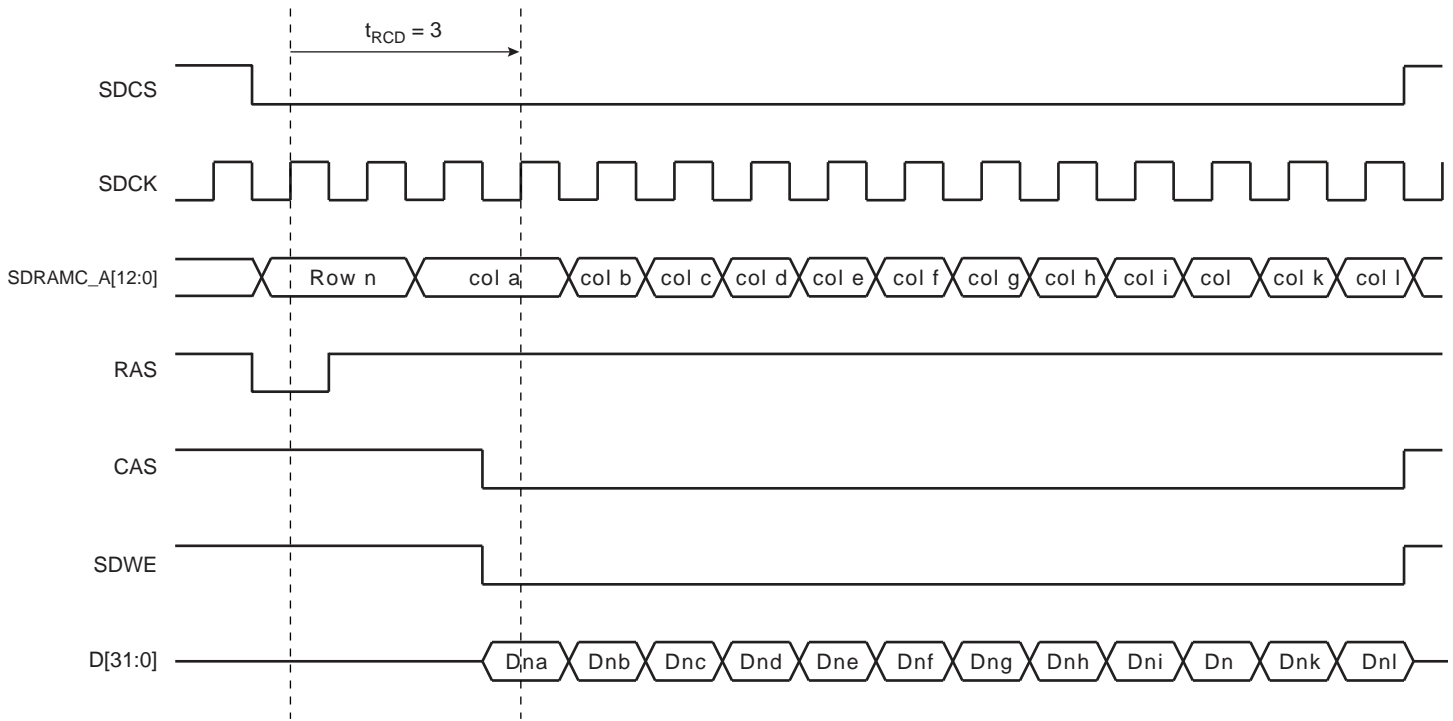 tRCD = 3
SDCS
SDCK
SDRAMC_A[12:0] Row n col a col b col c col d col e col f col g col h col i col col k col l
RAS
CAS
SDWE
D[31:0] Dna Dnb Dnc Dnd Dne Dnf Dng Dnh Dni Dn Dnk Dnl